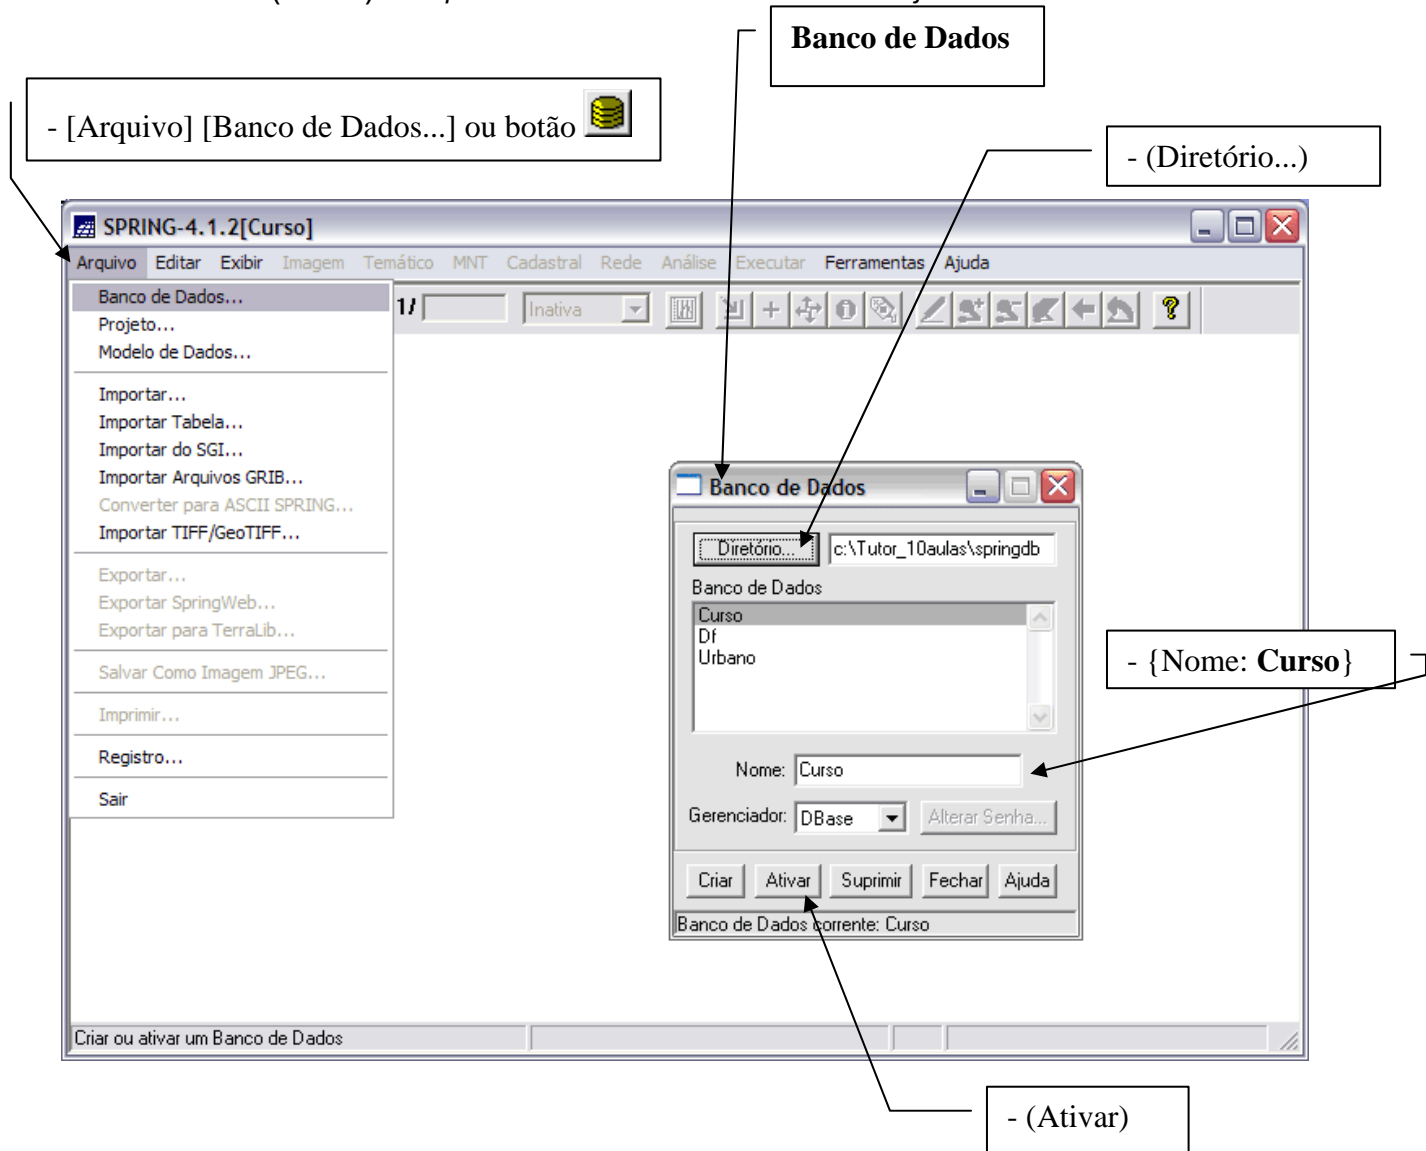 Banco de Dados
- [Arquivo] [Banco de Dados...] ou botão
- (Diretório...)
SPRING-4.1.2[Curso]
Arquivo Editar Exibir Imagem Temático MNT Cadastral Rede Análise Executar Ferramentas Ajuda
Banco de Dados...
1/ Inativa
Projeto...
Modelo de Dados...
Importar...
Importar Tabela...
Importar do SGI...
Importar Arquivos GRIB...
Converter para ASCII SPRING...
Importar TIFF/GeoTIFF...
Exportar...
Exportar SpringWeb...
Exportar para TerraLib...
Salvar Como Imagem JPEG...
Imprimir...
Registro...
Sair
Banco de Dados
Diretório... c:\Tutor_10aulas\springdb
Banco de Dados
Curso
Df
Urbano
- {Nome: Curso}
Nome: Curso
Gerenciador: DBase Alterar Senha...
Criar Ativar Suprimir Fechar Ajuda
Banco de Dados corrente: Curso
Criar ou ativar um Banco de Dados
- (Ativar)